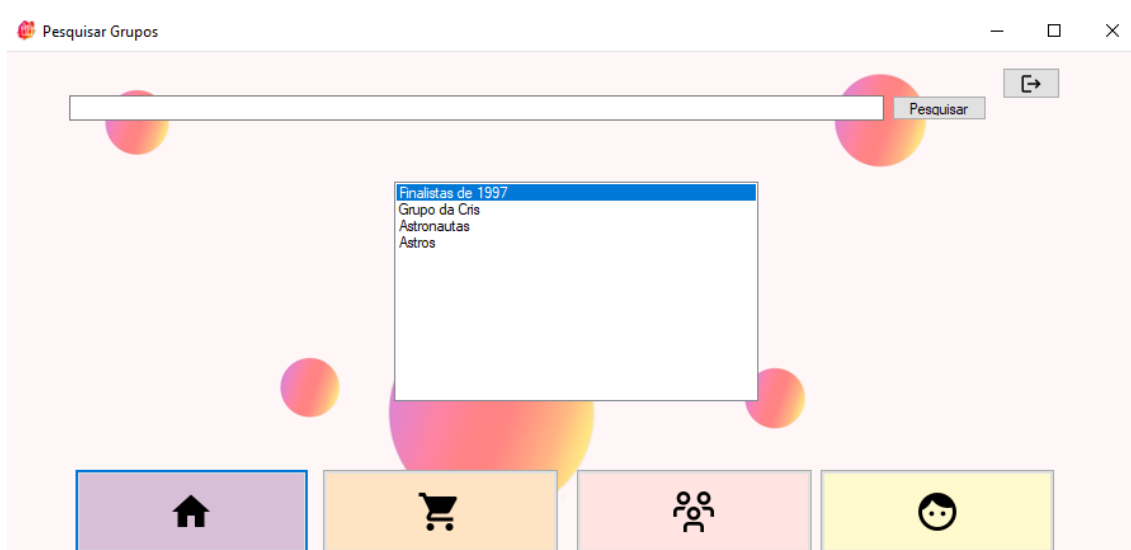 Pesquisar Grupos
Pesquisar
Finalistas de 1997
Grupo da Cris
Astronautas
Astros